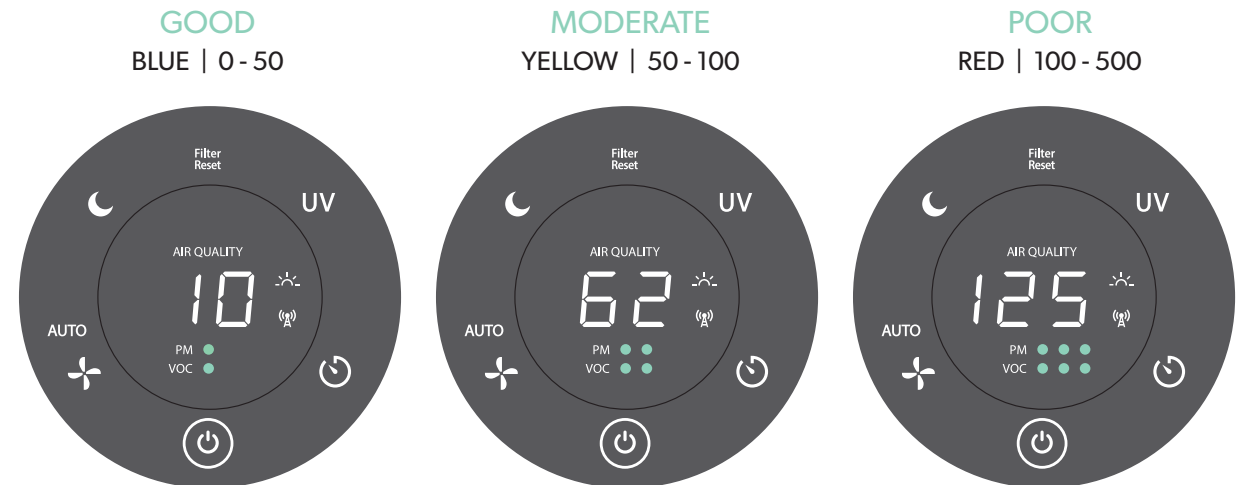 GOOD
BLUE | 0 - 50
Filter
Reset
UV
AIR QUALITY
10
AUTO
PM
VOC
MODERATE
YELLOW | 50 - 100
Filter
Reset
UV
AIR QUALITY
62
AUTO
PM
VOC
POOR
RED | 100 - 500
Filter
Reset
UV
AIR QUALITY
125
AUTO
PM
VOC